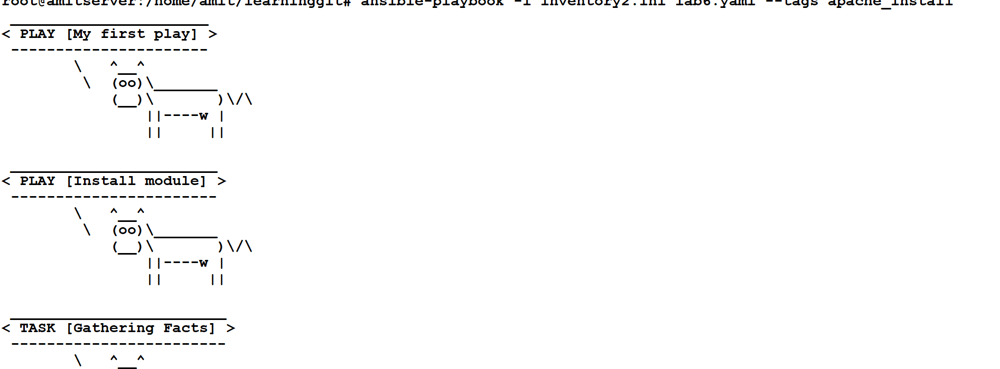 root@amitserver:/home/amit/learninggit# ansible-playbook -i inventory2.ini lab6.yaml --tags apache_install
 ______________________
< PLAY [My first play] >
 ----------------------
        \   ^__^
         \  (oo)\_______
            (__)\       )\/\
                ||----w |
                ||     ||
 _______________________
< PLAY [Install module] >
 -----------------------
        \   ^__^
         \  (oo)\_______
            (__)\       )\/\
                ||----w |
                ||     ||
 ________________________
< TASK [Gathering Facts] >
 ------------------------
        \   ^__^